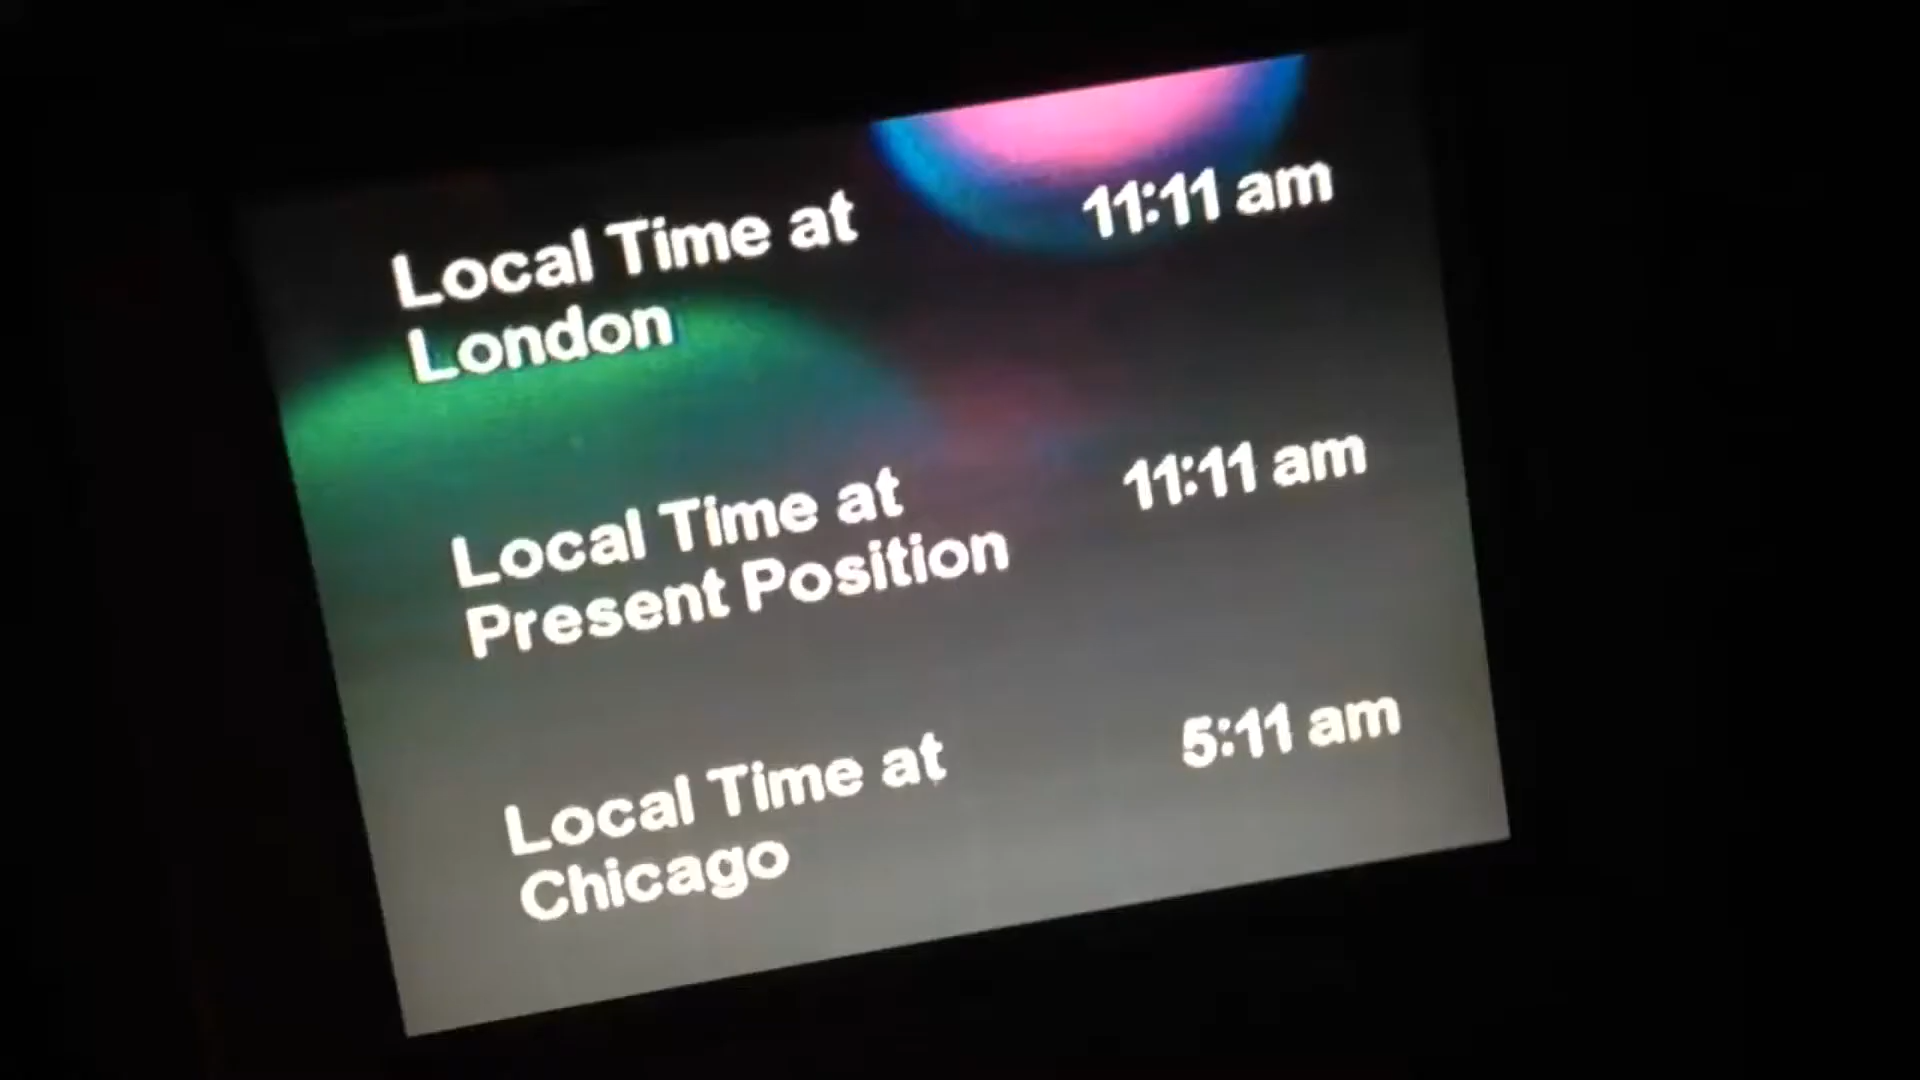 Local Time at 11:11 am
London
Local Time at 11:11 am
Present Position
Local Time at 5:11 am
Chicago